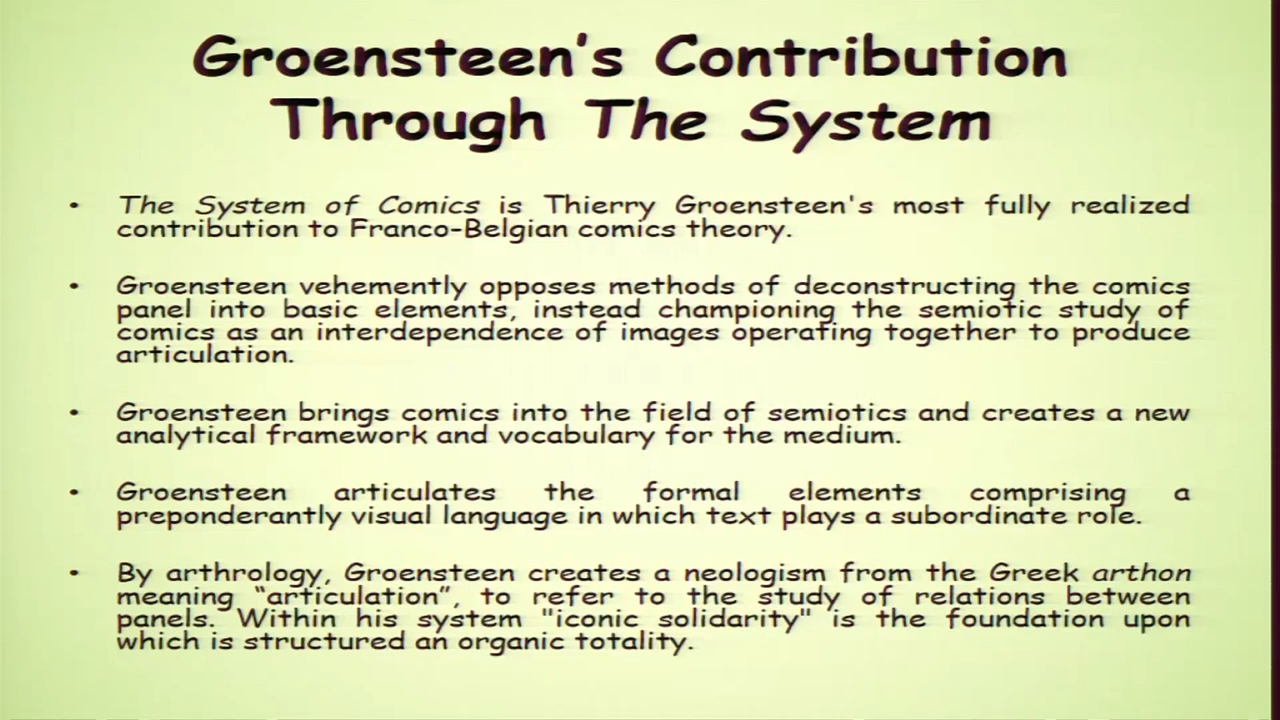 Groensteen's Contribution
Through The System
• The System of Comics is Thierry Groensteen's most fully realized
contribution to Franco-Belgian comics theory.
• Groensteen vehemently opposes methods of deconstructing the comics
panel into basic elements, instead championing the semiotic study of
comics as an interdependence of images operating together to produce
articulation.
• Groensteen brings comics into the field of semiotics and creates a new
analytical framework and vocabulary for the medium.
• Groensteen articulates the formal elements comprising a
preponderantly visual language in which text plays a subordinate role.
• By arthrology, Groensteen creates a neologism from the Greek arthon
meaning “articulation”, to refer to the study of relations between
panels. Within his system "iconic solidarity" is the foundation upon
which is structured an organic totality.